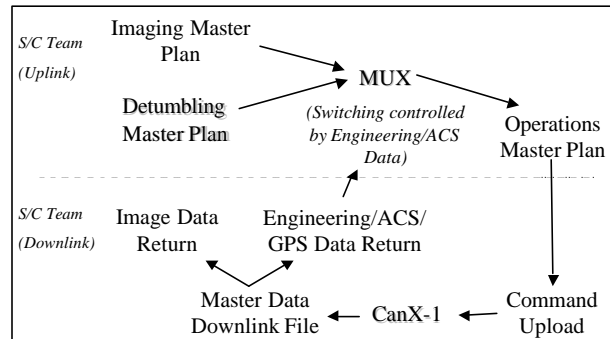 S/C Team
(Uplink)
Imaging Master
Plan
MUX
Detumbling
Master Plan
(Switching controlled
by Engineering/ACS
Data)
Operations
Master Plan
S/C Team
(Downlink)
Image Data
Return
Engineering/ACS/
GPS Data Return
Master Data
Downlink File
CanX-1
Command
Upload